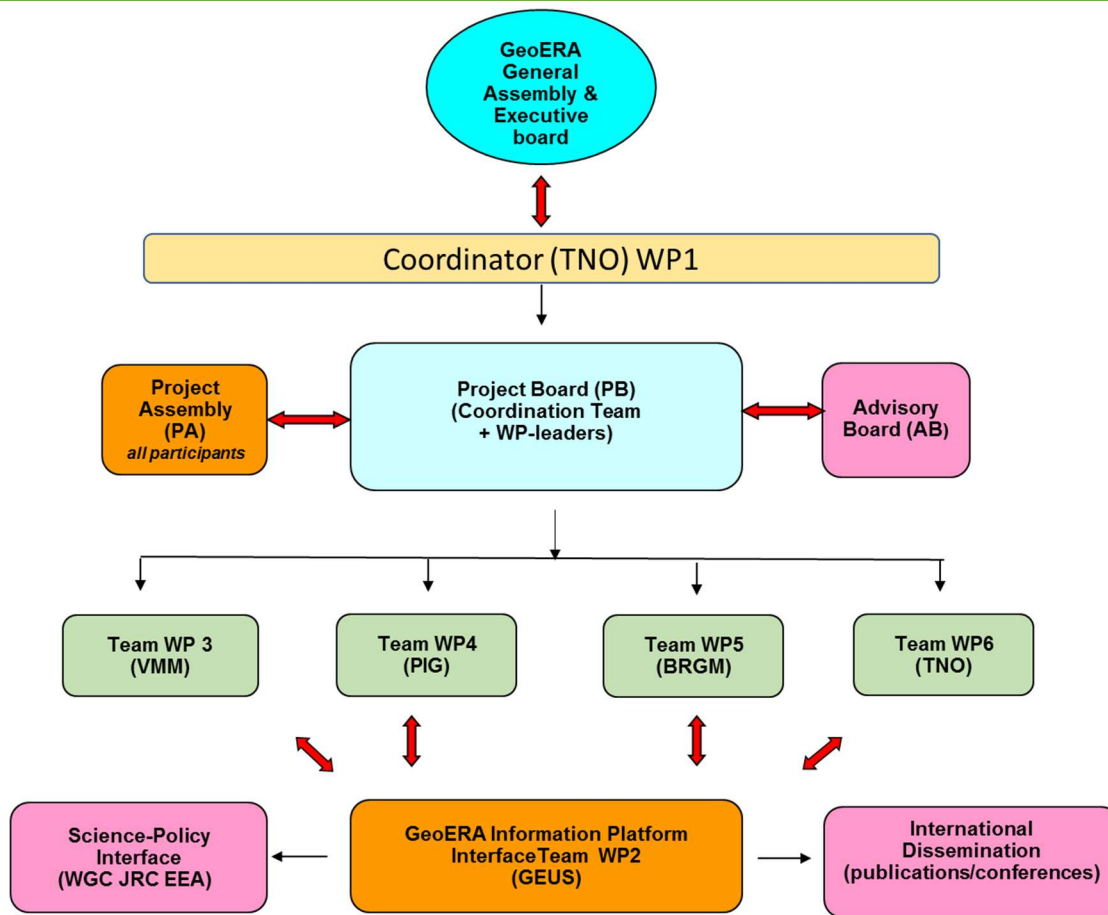 GeoERA
General
Assembly &
Executive
board
Coordinator (TNO) WP1
Project
Assembly
(PA)
all participants
Project Board (PB)
(Coordination Team
+ WP-leaders)
Advisory
Board (AB)
Team WP 3
(VMM)
Team WP4
(PIG)
Team WP5
(BRGM)
Team WP6
(TNO)
Science-Policy
Interface
(WGC JRC EEA)
GeoERA Information Platform
InterfaceTeam WP2
(GEUS)
International
Dissemination
(publications/conferences)